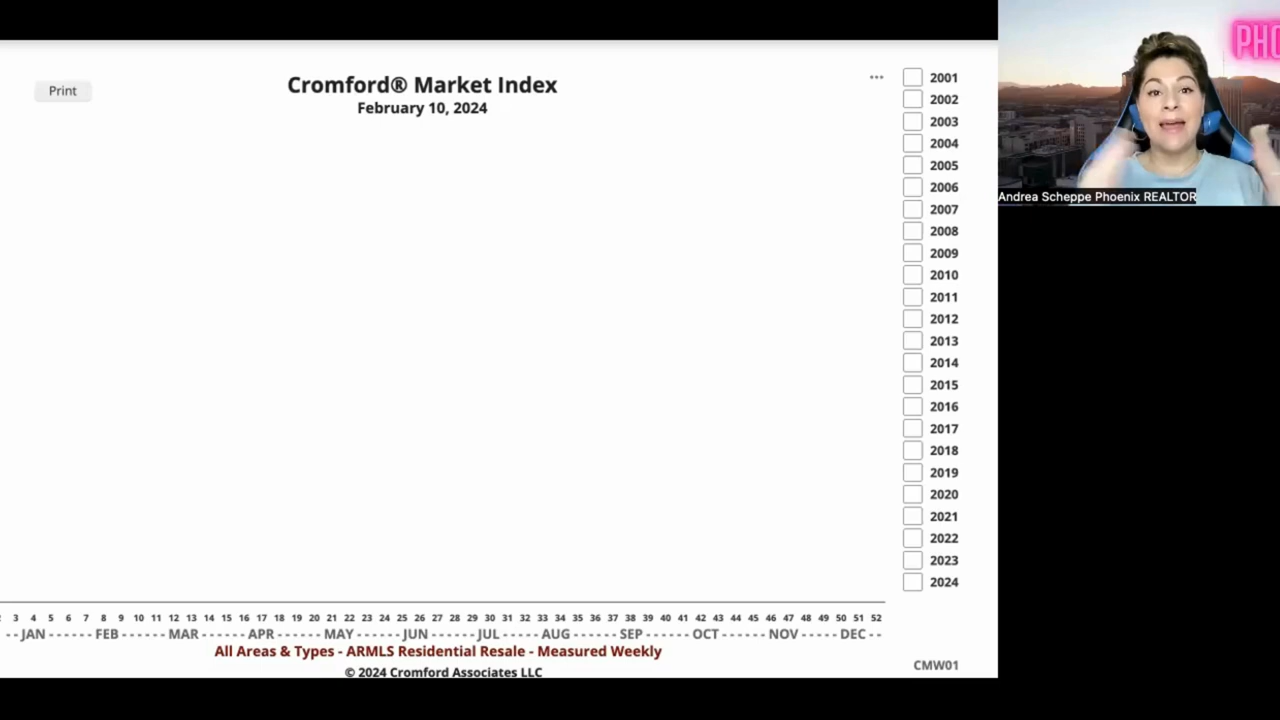 Print
Cromford® Market Index
February 10, 2024
2001
2002
2003
2004
2005
2006
2007
2008
2009
2010
2011
2012
2013
2014
2015
2016
2017
2018
2019
2020
2021
2022
2023
2024
3 4 5 6 7 8 9 10 11 12 13 14 15 16 17 18 19 20 21 22 23 24 25 26 27 28 29 30 31 32 33 34 35 36 37 38 39 40 41 42 43 44 45 46 47 48 49 50 51 52
--JAN------FEB------MAR------APR------MAY------JUN------JUL------AUG------SEP------OCT------NOV------DEC--
All Areas & Types - ARMLS Residential Resale - Measured Weekly
© 2024 Cromford Associates LLC
CMW01
PHO
Andrea Scheppe Phoenix REALTOR